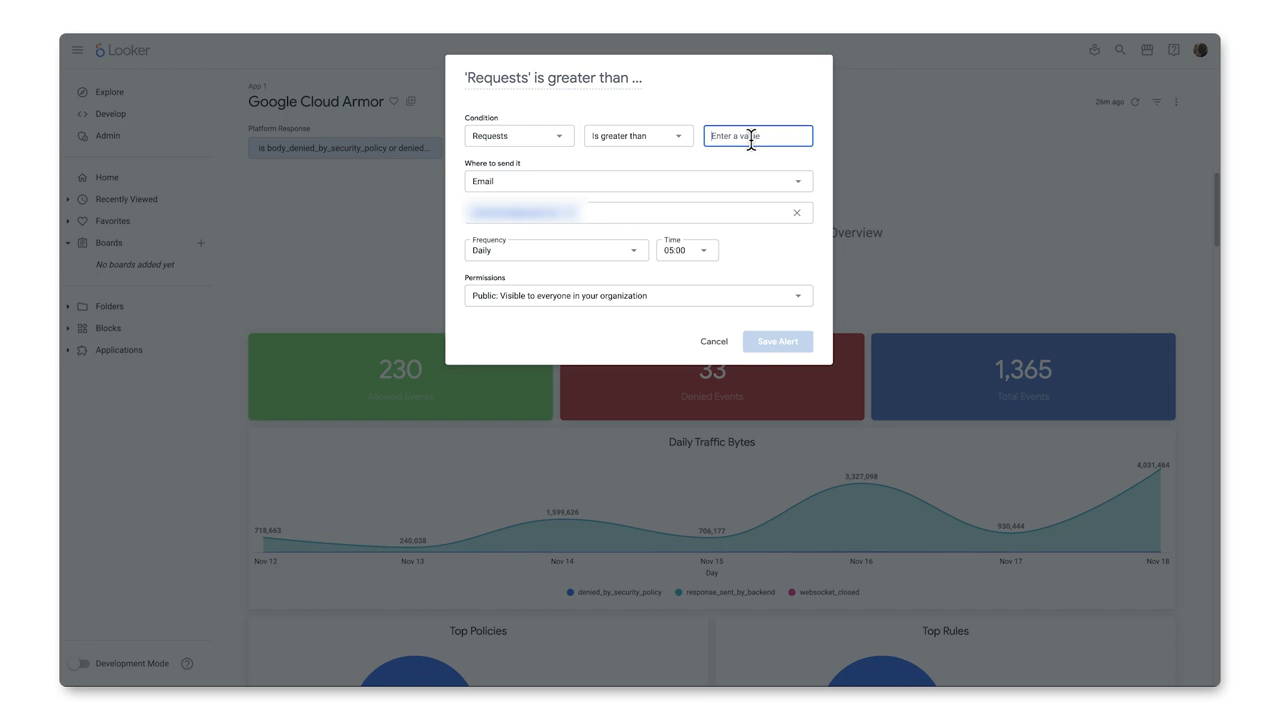 Looker
Explore
Develop
Admin
Home
Recently Viewed
Favorites
Boards
No boards added yet
Folders
Blocks
Applications
Development Mode
App 1
Google Cloud Armor
26m ago
Platform Response
is body_denied_by_security_policy or denied...
'Requests' is greater than ...
Condition
Requests
Is greater than
Enter a value
Where to send it
Email
Frequency
Daily
Time
05:00
Permissions
Public: Visible to everyone in your organization
Cancel
Save Alert
Overview
230
Allowed Events
33
Denied Events
1,365
Total Events
Daily Traffic Bytes
718,663
240,038
1,599,626
706,177
3,327,098
930,444
4,031,464
Nov 12
Nov 13
Nov 14
Nov 15
Nov 16
Nov 17
Nov 18
Day
denied_by_security_policy
response_sent_by_backend
websocket_closed
Top Policies
Top Rules